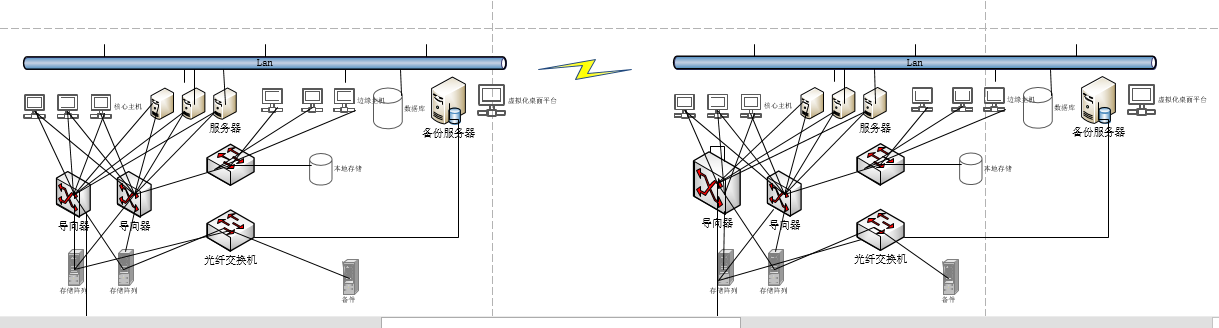 Lan
核心主机
边缘主机
数据库
虚拟化桌面平台
服务器
备份服务器
本地存储
导向器
导向器
光纤交换机
存储阵列
存储阵列
备件
Lan
核心主机
边缘主机
数据库
虚拟化桌面平台
服务器
备份服务器
本地存储
导向器
导向器
光纤交换机
存储阵列
存储阵列
备件